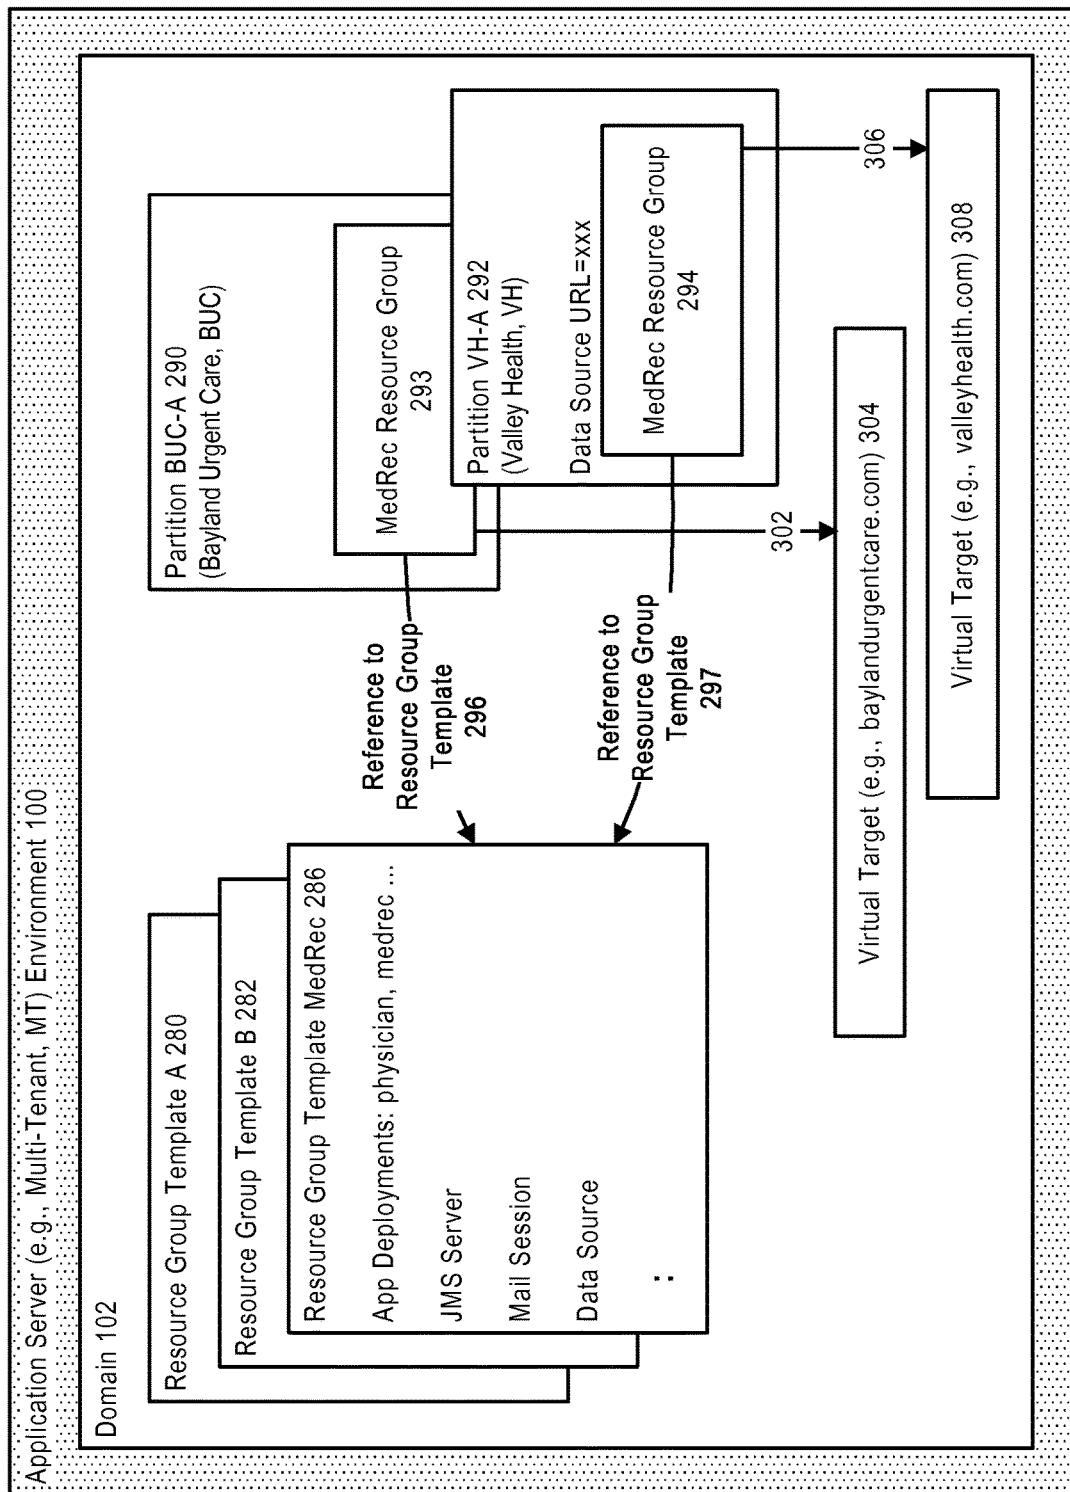 Application Server (e.g., Multi-Tenant, MT) Environment 100
Domain 102
Resource Group Template A 280
Resource Group Template B 282
Resource Group Template MedRec 286
App Deployments: physician, medrec ...
JMS Server
Mail Session
Data Source
:
Reference to
Resource Group
Template
296
Reference to
Resource Group
Template
297
Partition BUC-A 290
(Bayland Urgent Care, BUC)
MedRec Resource Group
293
Partition VH-A 292
(Valley Health, VH)
Data Source URL=xxx
MedRec Resource Group
294
302
306
Virtual Target (e.g., baylandurgentcare.com) 304
Virtual Target (e.g., valleyhealth.com) 308